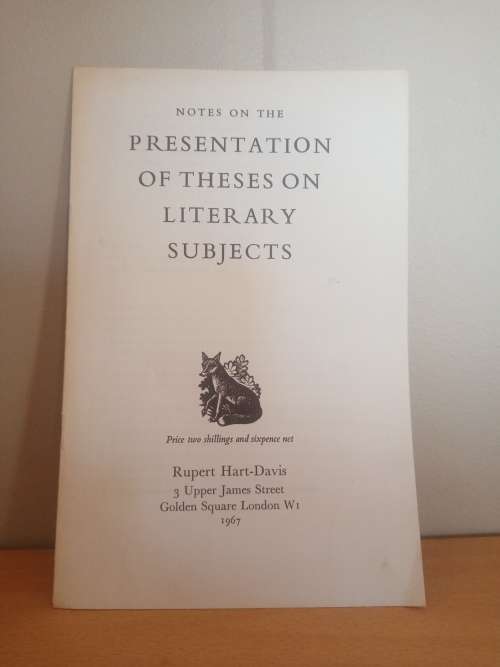 NOTES ON THE
PRESENTATION
OF THESES ON
LITERARY
SUBJECTS
Price two shillings and sixpence net
Rupert Hart-Davis
3 Upper James Street
Golden Square London W1
1967